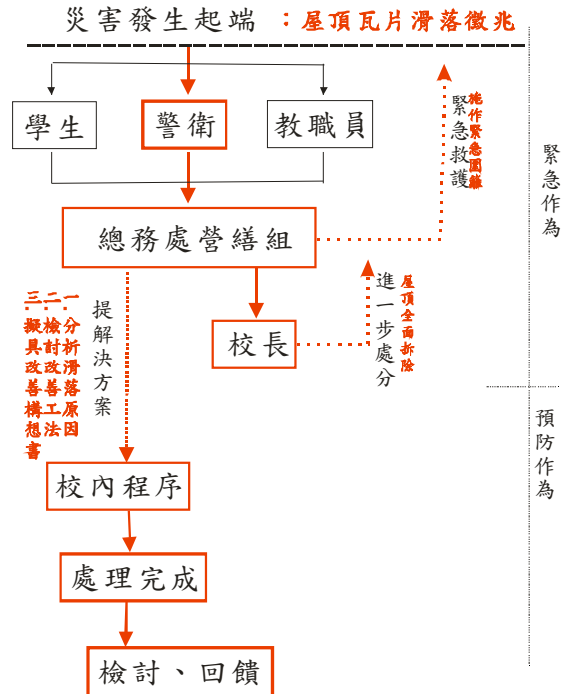 災害發生起端 ：屋頂瓦片滑落徵兆
學生
警衛
教職員
緊急救護
施作緊急圍籬
緊急作為
總務處營繕組
校長
進一步處分
屋頂全面拆除
提解決方案
一、分析滑落原因
二、檢討改善工法
三、擬具改善構想書
預防作為
校內程序
處理完成
檢討、回饋